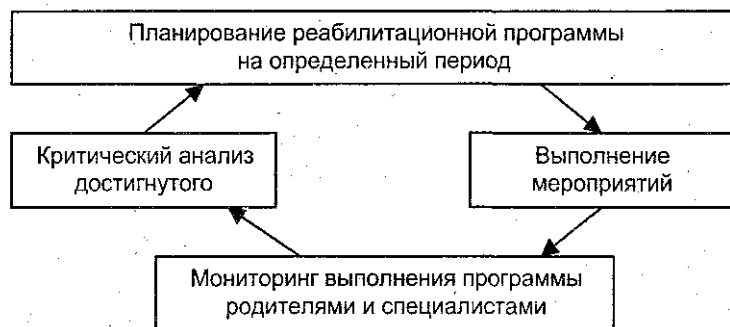 Планирование реабилитационной программы
на определенный период
Критический анализ
достигнутого
Выполнение
мероприятий
Мониторинг выполнения программы
родителями и специалистами